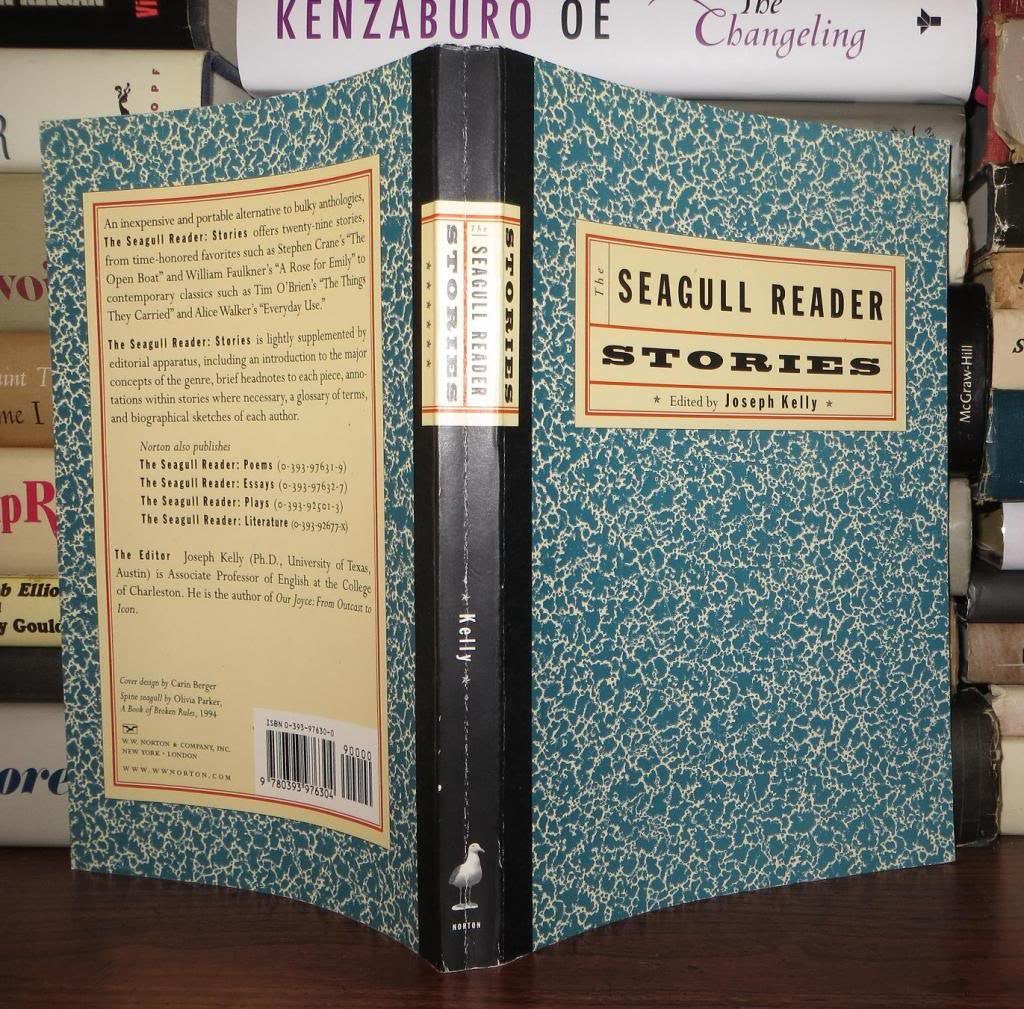 KENZABURO OE
The
Changeling
An inexpensive and portable alternative to bulky anthologies,
The Seagull Reader: Stories offers twenty-nine stories,
from time-honored favorites such as Stephen Crane's "The
Open Boat" and William Faulkner's "A Rose for Emily" to
contemporary classics such as Tim O'Brien's "The Things
They Carried" and Alice Walker's "Everyday Use."
The Seagull Reader: Stories is lightly supplemented by
editorial apparatus, including an introduction to the major
concepts of the genre, brief headnotes to each piece, anno-
tations within stories where necessary, a glossary of terms,
and biographical sketches of each author.
Norton also publishes
The Seagull Reader: Poems (0-393-97631-9)
The Seagull Reader: Essays (0-393-97632-7)
The Seagull Reader: Plays (0-393-92501-3)
The Seagull Reader: Literature (0-393-92677-X)
The Editor Joseph Kelly (Ph.D., University of Texas,
Austin) is Associate Professor of English at the College
of Charleston. He is the author of Our Joyce: From Outcast to
Icon.
Cover design by Carin Berger
Spine seagull by Olivia Parker,
A Book of Broken Rules, 1994
W. W. NORTON & COMPANY, INC.
NEW YORK · LONDON
WWW.WWNORTON.COM
ISBN 0-393-97630-0
90000
9 780393 976304
STORIES
The SEAGULL READER
STORIES
Kelly
NORTON
The SEAGULL READER
STORIES
★ Edited by Joseph Kelly ★
McGraw-Hill